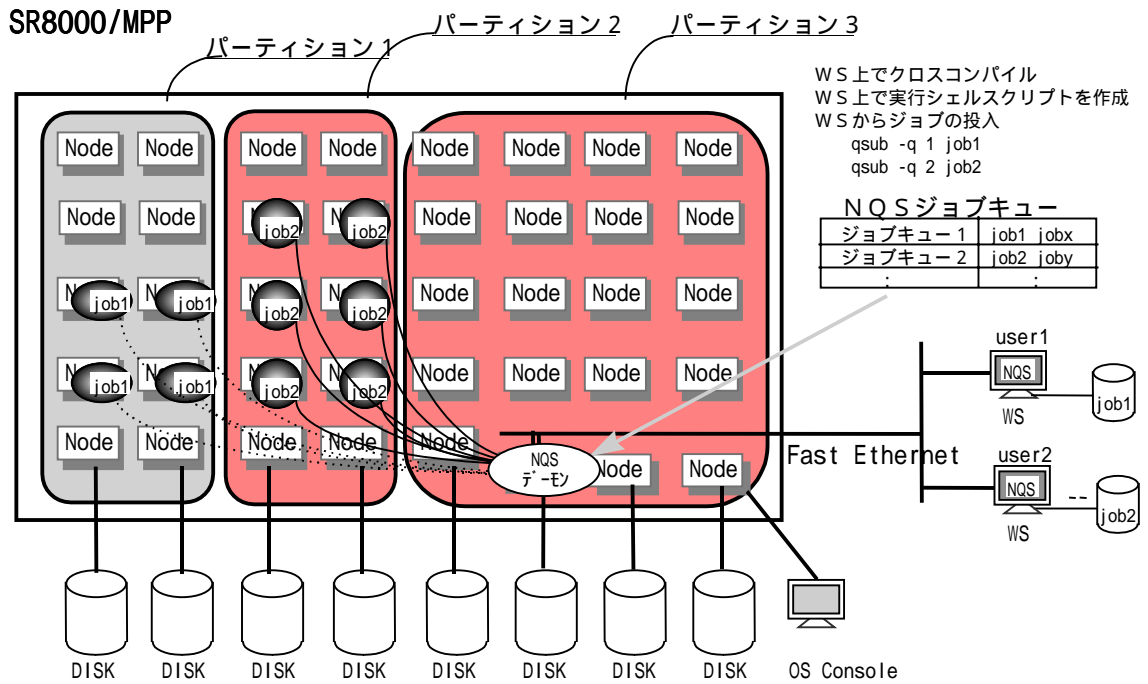 SR8000/MPP
パーティション1
パーティション2
パーティション3
WS上でクロスコンパイル
WS上で実行シェルスクリプトを作成
WSからジョブの投入
qsub -q 1 job1
qsub -q 2 job2
NQSジョブキュー
ジョブキュー1 job1 jobx
ジョブキュー2 job2 joby
: :
Node Node Node Node Node Node Node Node
Node Node job2 job2 Node Node Node Node
job1 job1 job2 job2 Node Node Node Node
job1 job1 job2 job2 Node Node Node Node
Node Node Node Node Node Node Node
NQS
デーモン
Fast Ethernet
user1
NQS
WS
job1
user2
NQS
WS
job2
DISK DISK DISK DISK DISK DISK DISK DISK
OS Console